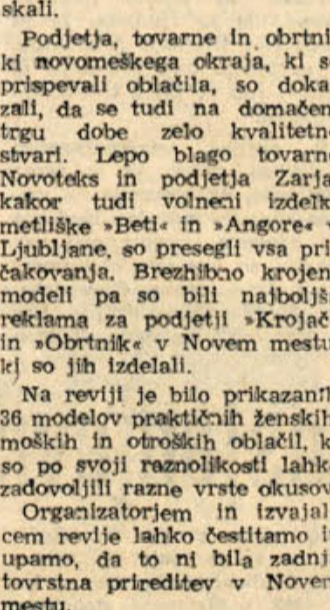 skali.
Podjetja, tovarne in obrtni
ki novomeškega okraja, ki s
prispevali oblačila, so doka
zali, da se tudi na domačem
trgu dobe zelo kvalitetn
stvari. Lepo blago tovarn
Novoteks in podjetja Zarja
kakor tudi volneni izdelk
metliške »Beti« in »Angore«
Ljubljane, so presegli vsa pri
čakovanja. Brezhibno krojen
modeli pa so bili najboljš
reklama za podjetji »Krojač
in »Obrtnik« v Novem mestu
ki so jih izdelali.
Na reviji je bilo prikazanih
36 modelov praktičnih ženskih
moških in otroških oblačil, k
so po svoji raznolikosti lahk
zadovoljili razne vrste okusov
Organizatorjem in izvajal
cem revije lahko čestitamo i
upamo, da to ni bila zadnj
tovrstna prireditev v Novem
mestu.